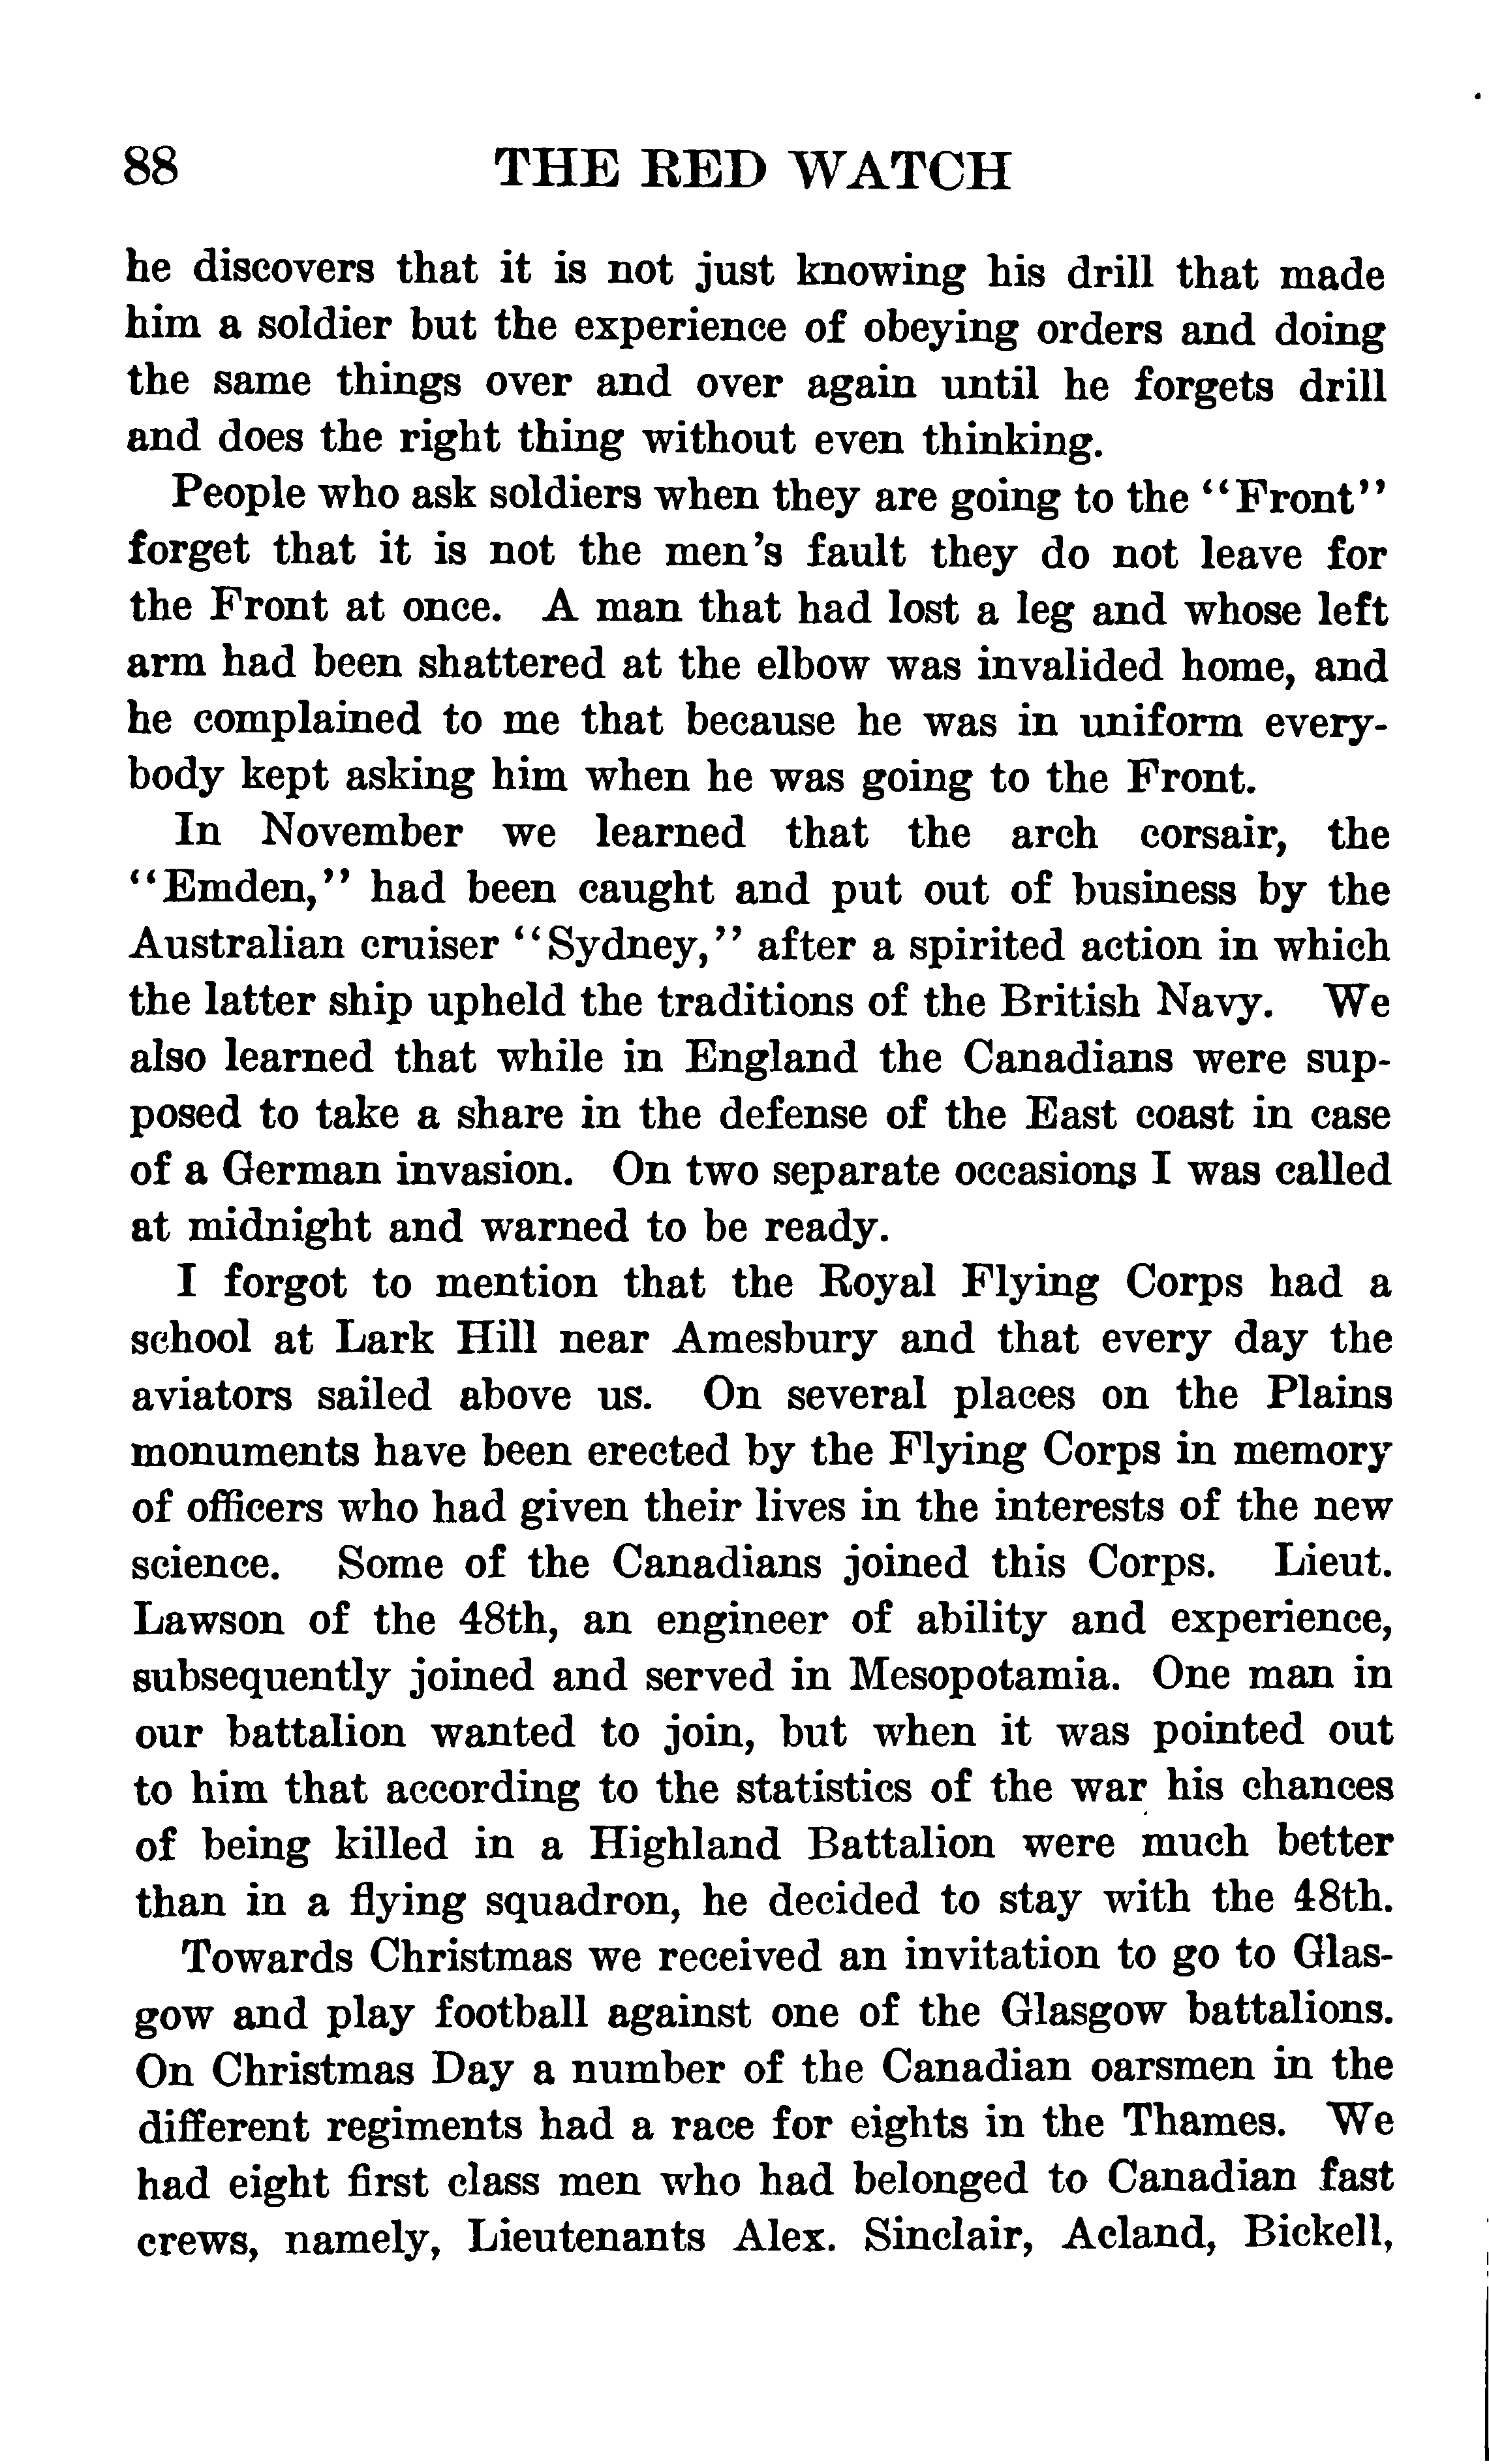 88 THE RED WATCH
he discovers that it is not just knowing his drill that made
him a soldier but the experience of obeying orders and doing
the same things over and over again until he forgets drill
and does the right thing without even thinking.
People who ask soldiers when they are going to the "Front"
forget that it is not the men's fault they do not leave for
the Front at once. A man that had lost a leg and whose left
arm had been shattered at the elbow was invalided home, and
he complained to me that because he was in uniform every-
body kept asking him when he was going to the Front.
In November we learned that the arch corsair, the
"Emden," had been caught and put out of business by the
Australian cruiser "Sydney," after a spirited action in which
the latter ship upheld the traditions of the British Navy. We
also learned that while in England the Canadians were sup-
posed to take a share in the defense of the East coast in case
of a German invasion. On two separate occasions I was called
at midnight and warned to be ready.
I forgot to mention that the Royal Flying Corps had a
school at Lark Hill near Amesbury and that every day the
aviators sailed above us. On several places on the Plains
monuments have been erected by the Flying Corps in memory
of officers who had given their lives in the interests of the new
science. Some of the Canadians joined this Corps. Lieut.
Lawson of the 48th, an engineer of ability and experience,
subsequently joined and served in Mesopotamia. One man in
our battalion wanted to join, but when it was pointed out
to him that according to the statistics of the war his chances
of being killed in a Highland Battalion were much better
than in a flying squadron, he decided to stay with the 48th.
Towards Christmas we received an invitation to go to Glas-
gow and play football against one of the Glasgow battalions.
On Christmas Day a number of the Canadian oarsmen in the
different regiments had a race for eights in the Thames. We
had eight first class men who had belonged to Canadian fast
crews, namely, Lieutenants Alex. Sinclair, Acland, Bickell,